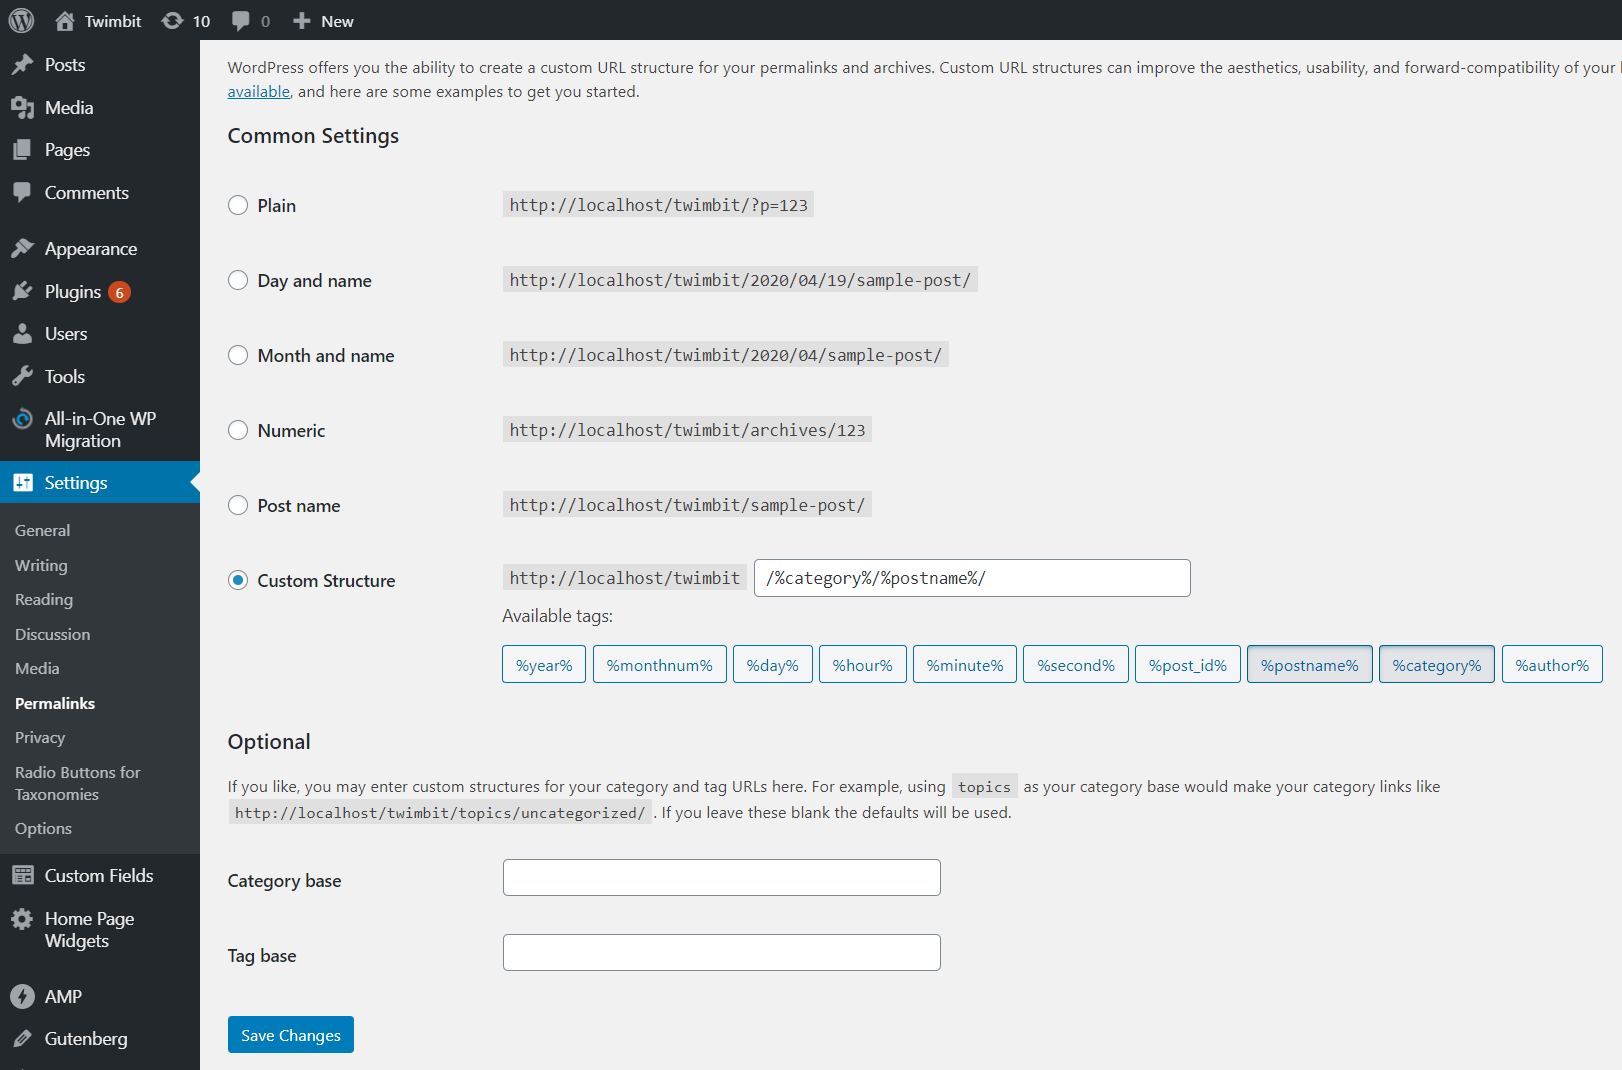 Twimbit 10 0 New
Posts
Media
Pages
Comments
Appearance
Plugins 6
Users
Tools
All-in-One WP
Migration
Settings
General
Writing
Reading
Discussion
Media
Permalinks
Privacy
Radio Buttons for
Taxonomies
Options
Custom Fields
Home Page
Widgets
AMP
Gutenberg
WordPress offers you the ability to create a custom URL structure for your permalinks and archives. Custom URL structures can improve the aesthetics, usability, and forward-compatibility of your
available, and here are some examples to get you started.
Common Settings
Plain http://localhost/twimbit/?p=123
Day and name http://localhost/twimbit/2020/04/19/sample-post/
Month and name http://localhost/twimbit/2020/04/sample-post/
Numeric http://localhost/twimbit/archives/123
Post name http://localhost/twimbit/sample-post/
Custom Structure http://localhost/twimbit /%category%/%postname%/
Available tags:
%year% %monthnum% %day% %hour% %minute% %second% %post_id% %postname% %category% %author%
Optional
If you like, you may enter custom structures for your category and tag URLs here. For example, using topics as your category base would make your category links like
http://localhost/twimbit/topics/uncategorized/ . If you leave these blank the defaults will be used.
Category base
Tag base
Save Changes